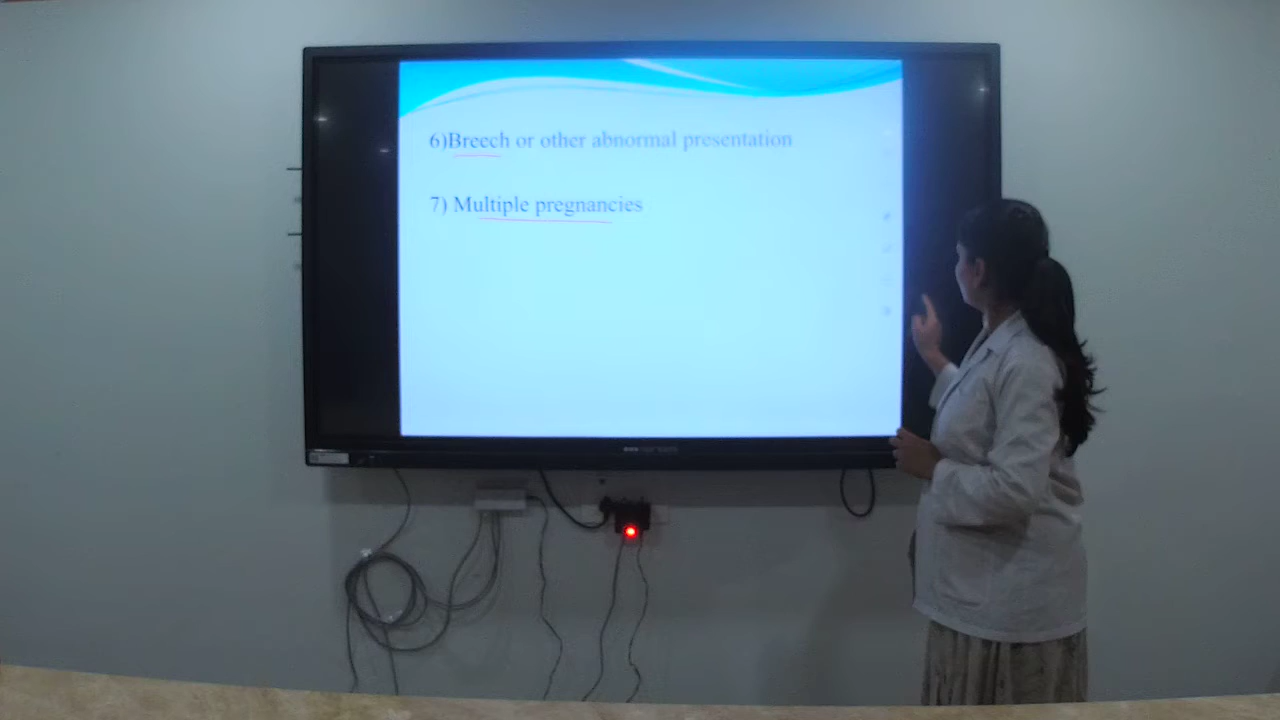 6)Breech or other abnormal presentation
7) Multiple pregnancies